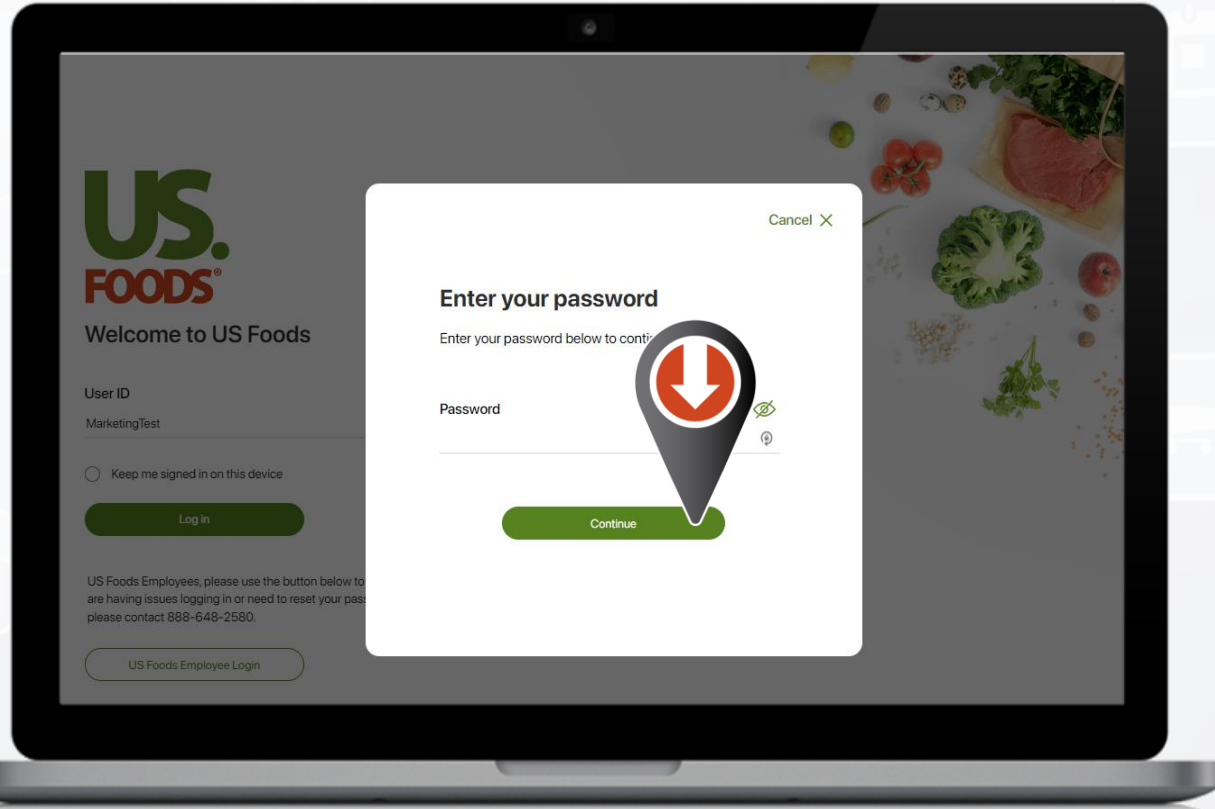 US.
FOODS®
Welcome to US Foods
User ID
MarketingTest
Keep me signed in on this device
Log in
US Foods Employees, please use the button below to
are having issues logging in or need to reset your
please contact 888-648-2580.
US Foods Employee Login
Cancel
Enter your password
Enter your password below to
Password
Continue